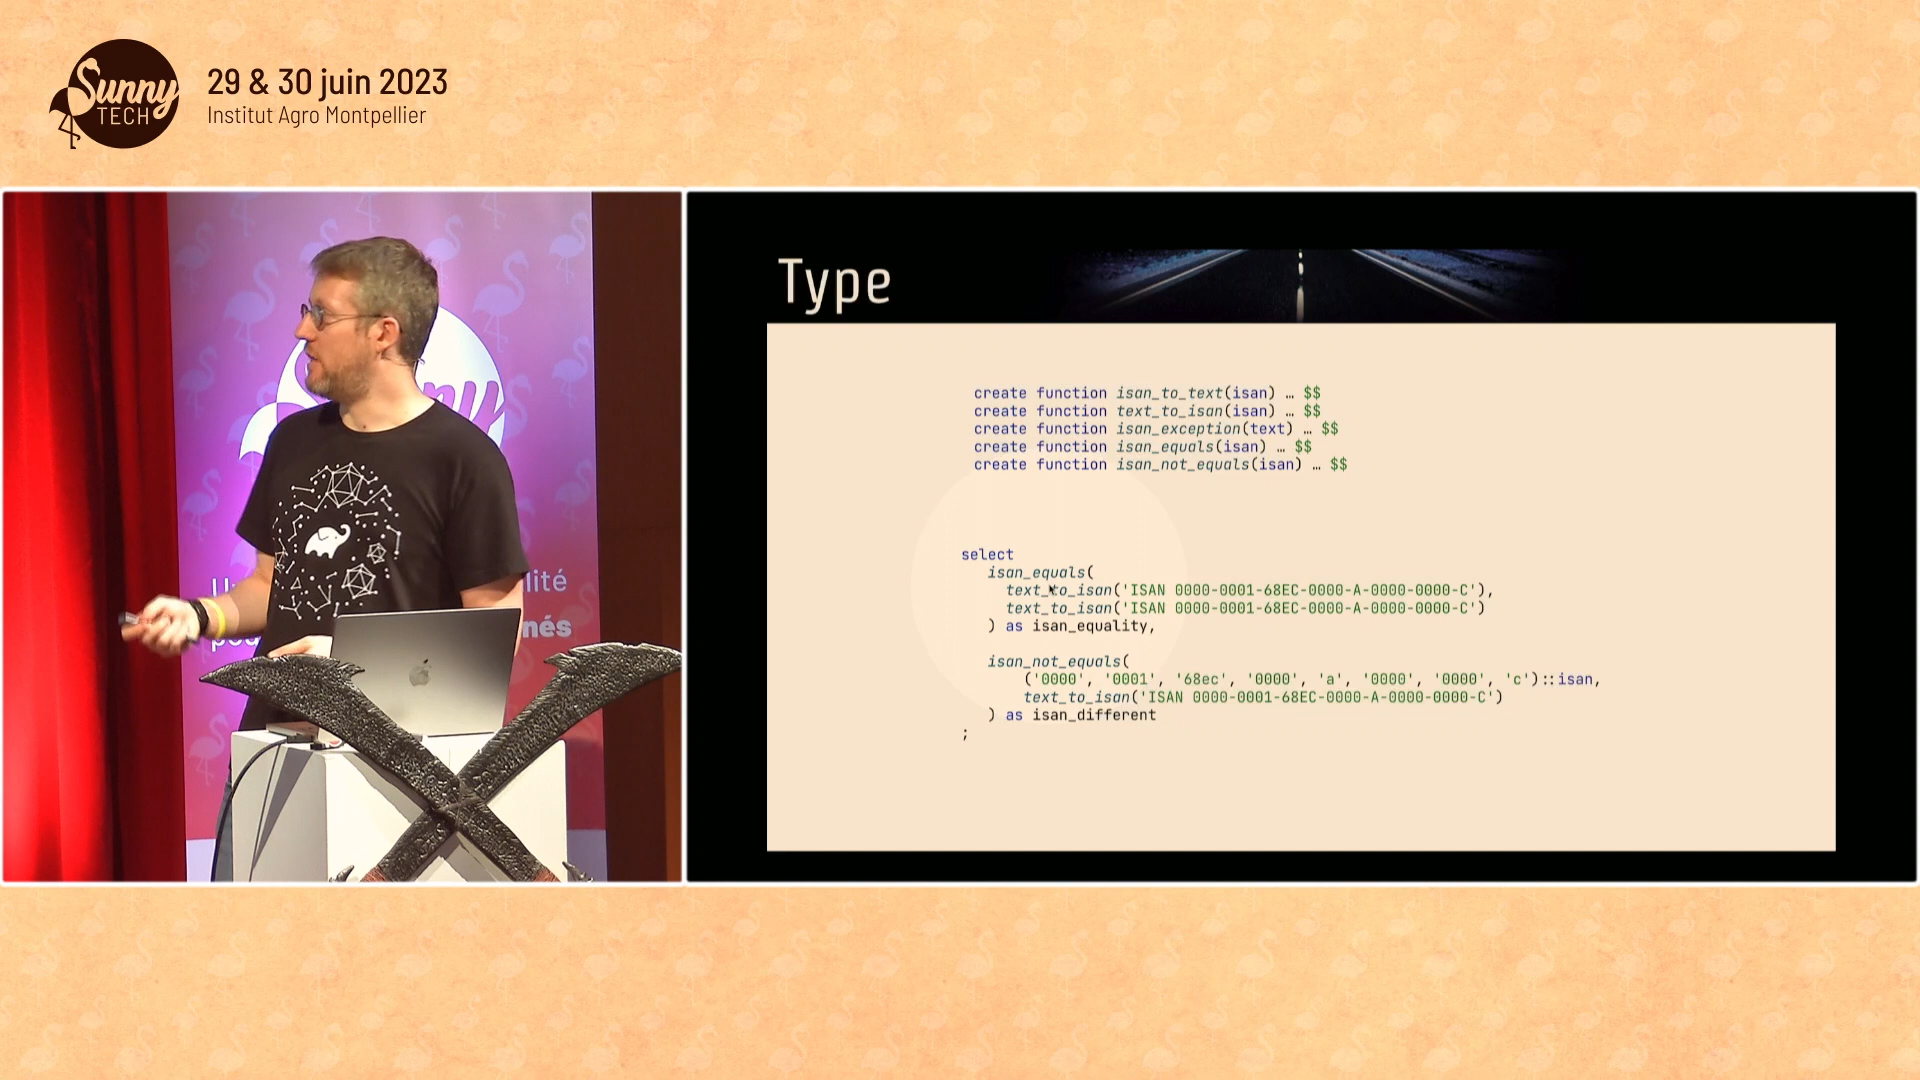 Sunny
TECH
29 & 30 juin 2023
Institut Agro Montpellier
lité
nés
Type
create function isan_to_text(isan) … $$
create function text_to_isan(isan) … $$
create function isan_exception(text) … $$
create function isan_equals(isan) … $$
create function isan_not_equals(isan) … $$
select
isan_equals(
text_to_isan('ISAN 0000-0001-68EC-0000-A-0000-0000-C'),
text_to_isan('ISAN 0000-0001-68EC-0000-A-0000-0000-C')
) as isan_equality,
isan_not_equals(
('0000', '0001', '68ec', '0000', 'a', '0000', '0000', 'c')::isan,
text_to_isan('ISAN 0000-0001-68EC-0000-A-0000-0000-C')
) as isan_different
;